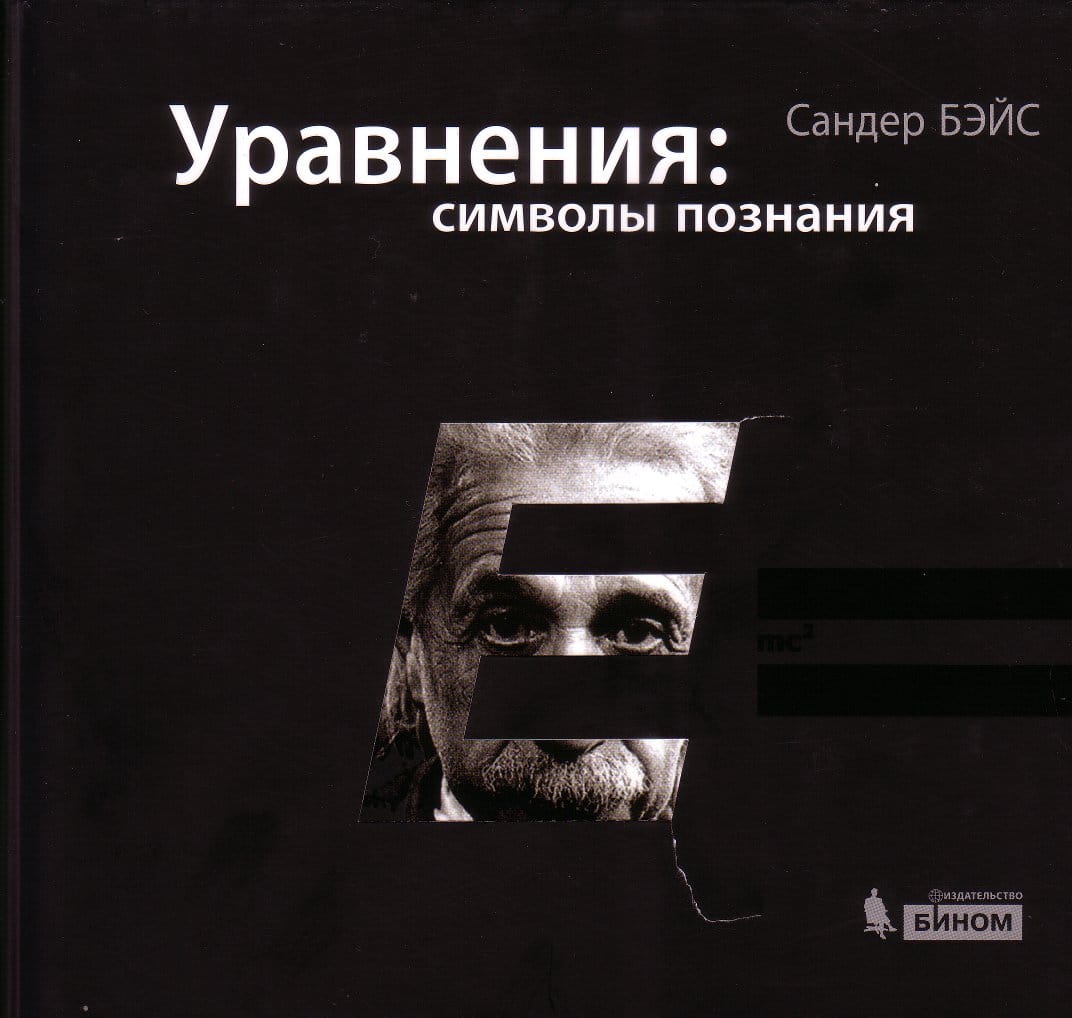 Уравнения:
Сандер БЭЙС
символы познания
E
mc²
ИЗДАТЕЛЬСТВО
БИНОМ